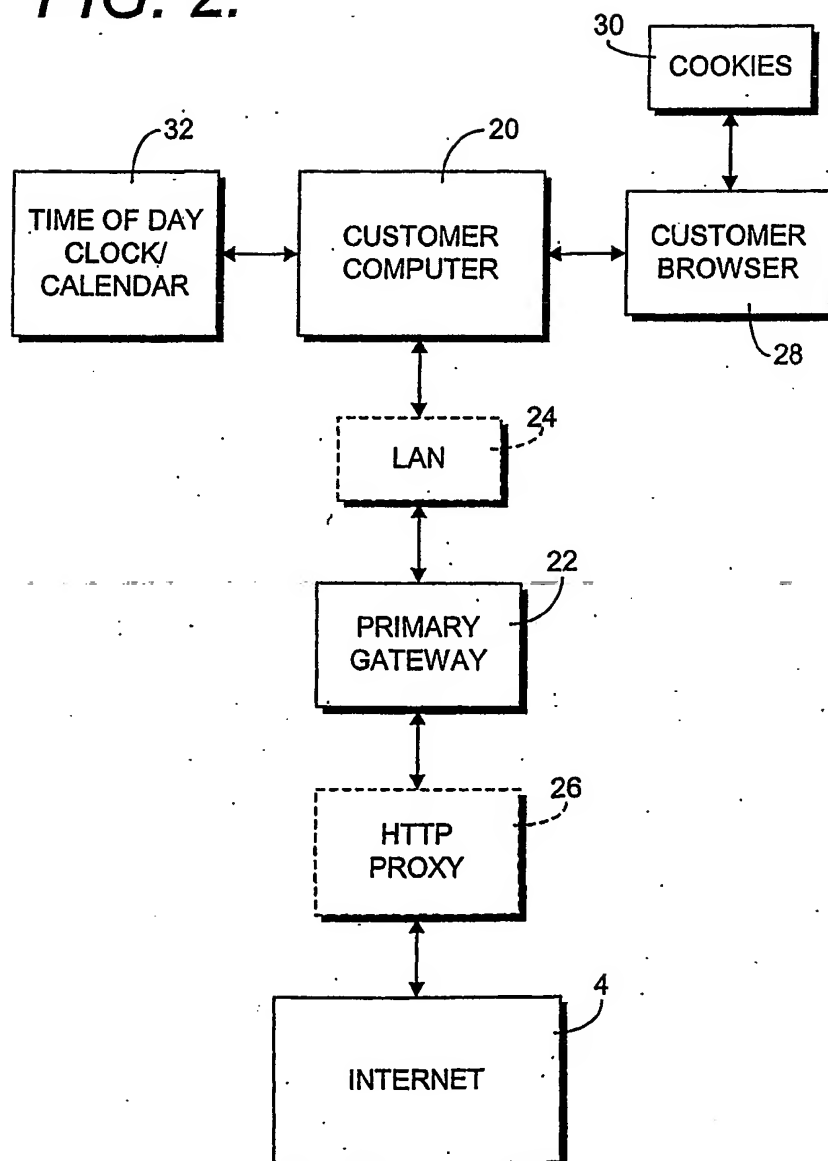 FIG. 2.
30
COOKIES
32
20
TIME OF DAY
CLOCK/
CALENDAR
CUSTOMER
COMPUTER
CUSTOMER
BROWSER
28
24
LAN
22
PRIMARY
GATEWAY
26
HTTP
PROXY
4
INTERNET